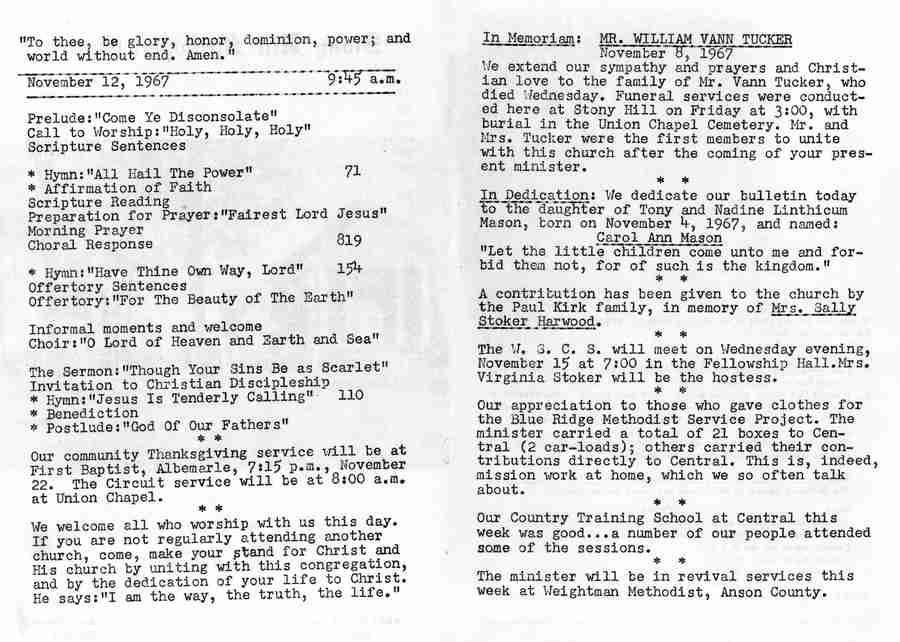 "To thee, be glory, honor, dominion, power; and
world without end. Amen."
November 12, 1967 9:45 a.m.
Prelude:"Come Ye Disconsolate"
Call to Worship:"Holy, Holy, Holy"
Scripture Sentences
* Hymn:"All Hail The Power" 71
* Affirmation of Faith
Scripture Reading
Preparation for Prayer:"Fairest Lord Jesus"
Morning Prayer
Choral Response 819
* Hymn:"Have Thine Own Way, Lord" 154
Offertory Sentences
Offertory:"For The Beauty of The Earth"
Informal moments and welcome
Choir:"O Lord of Heaven and Earth and Sea"
The Sermon:"Though Your Sins Be as Scarlet"
Invitation to Christian Discipleship
* Hymn:"Jesus Is Tenderly Calling" 110
* Benediction
* Postlude:"God Of Our Fathers"
* *
Our community Thanksgiving service will be at
First Baptist, Albemarle, 7:15 p.m., November
22. The Circuit service will be at 8:00 a.m.
at Union Chapel.
* *
We welcome all who worship with us this day.
If you are not regularly attending another
church, come, make your stand for Christ and
His church by uniting with this congregation,
and by the dedication of your life to Christ.
He says:"I am the way, the truth, the life."
In Memoriam: MR. WILLIAM VANN TUCKER
November 8, 1967
We extend our sympathy and prayers and Christ-
ian love to the family of Mr. Vann Tucker, who
died Wednesday. Funeral services were conduct-
ed here at Stony Hill on Friday at 3:00, with
burial in the Union Chapel Cemetery. Mr. and
Mrs. Tucker were the first members to unite
with this church after the coming of your pres-
ent minister.
* *
In Dedication: We dedicate our bulletin today
to the daughter of Tony and Nadine Linthicum
Mason, born on November 4, 1967, and named:
Carol Ann Mason
"Let the little children come unto me and for-
bid them not, for of such is the kingdom."
* *
A contribution has been given to the church by
the Paul Kirk family, in memory of Mrs. Sally
Stoker Harwood.
* *
The W. S. C. S. will meet on Wednesday evening,
November 15 at 7:00 in the Fellowship Hall.Mrs.
Virginia Stoker will be the hostess.
* *
Our appreciation to those who gave clothes for
the Blue Ridge Methodist Service Project. The
minister carried a total of 21 boxes to Cen-
tral (2 car-loads); others carried their con-
tributions directly to Central. This is, indeed,
mission work at home, which we so often talk
about.
* *
Our Country Training School at Central this
week was good...a number of our people attended
some of the sessions.
* *
The minister will be in revival services this
week at Weightman Methodist, Anson County.